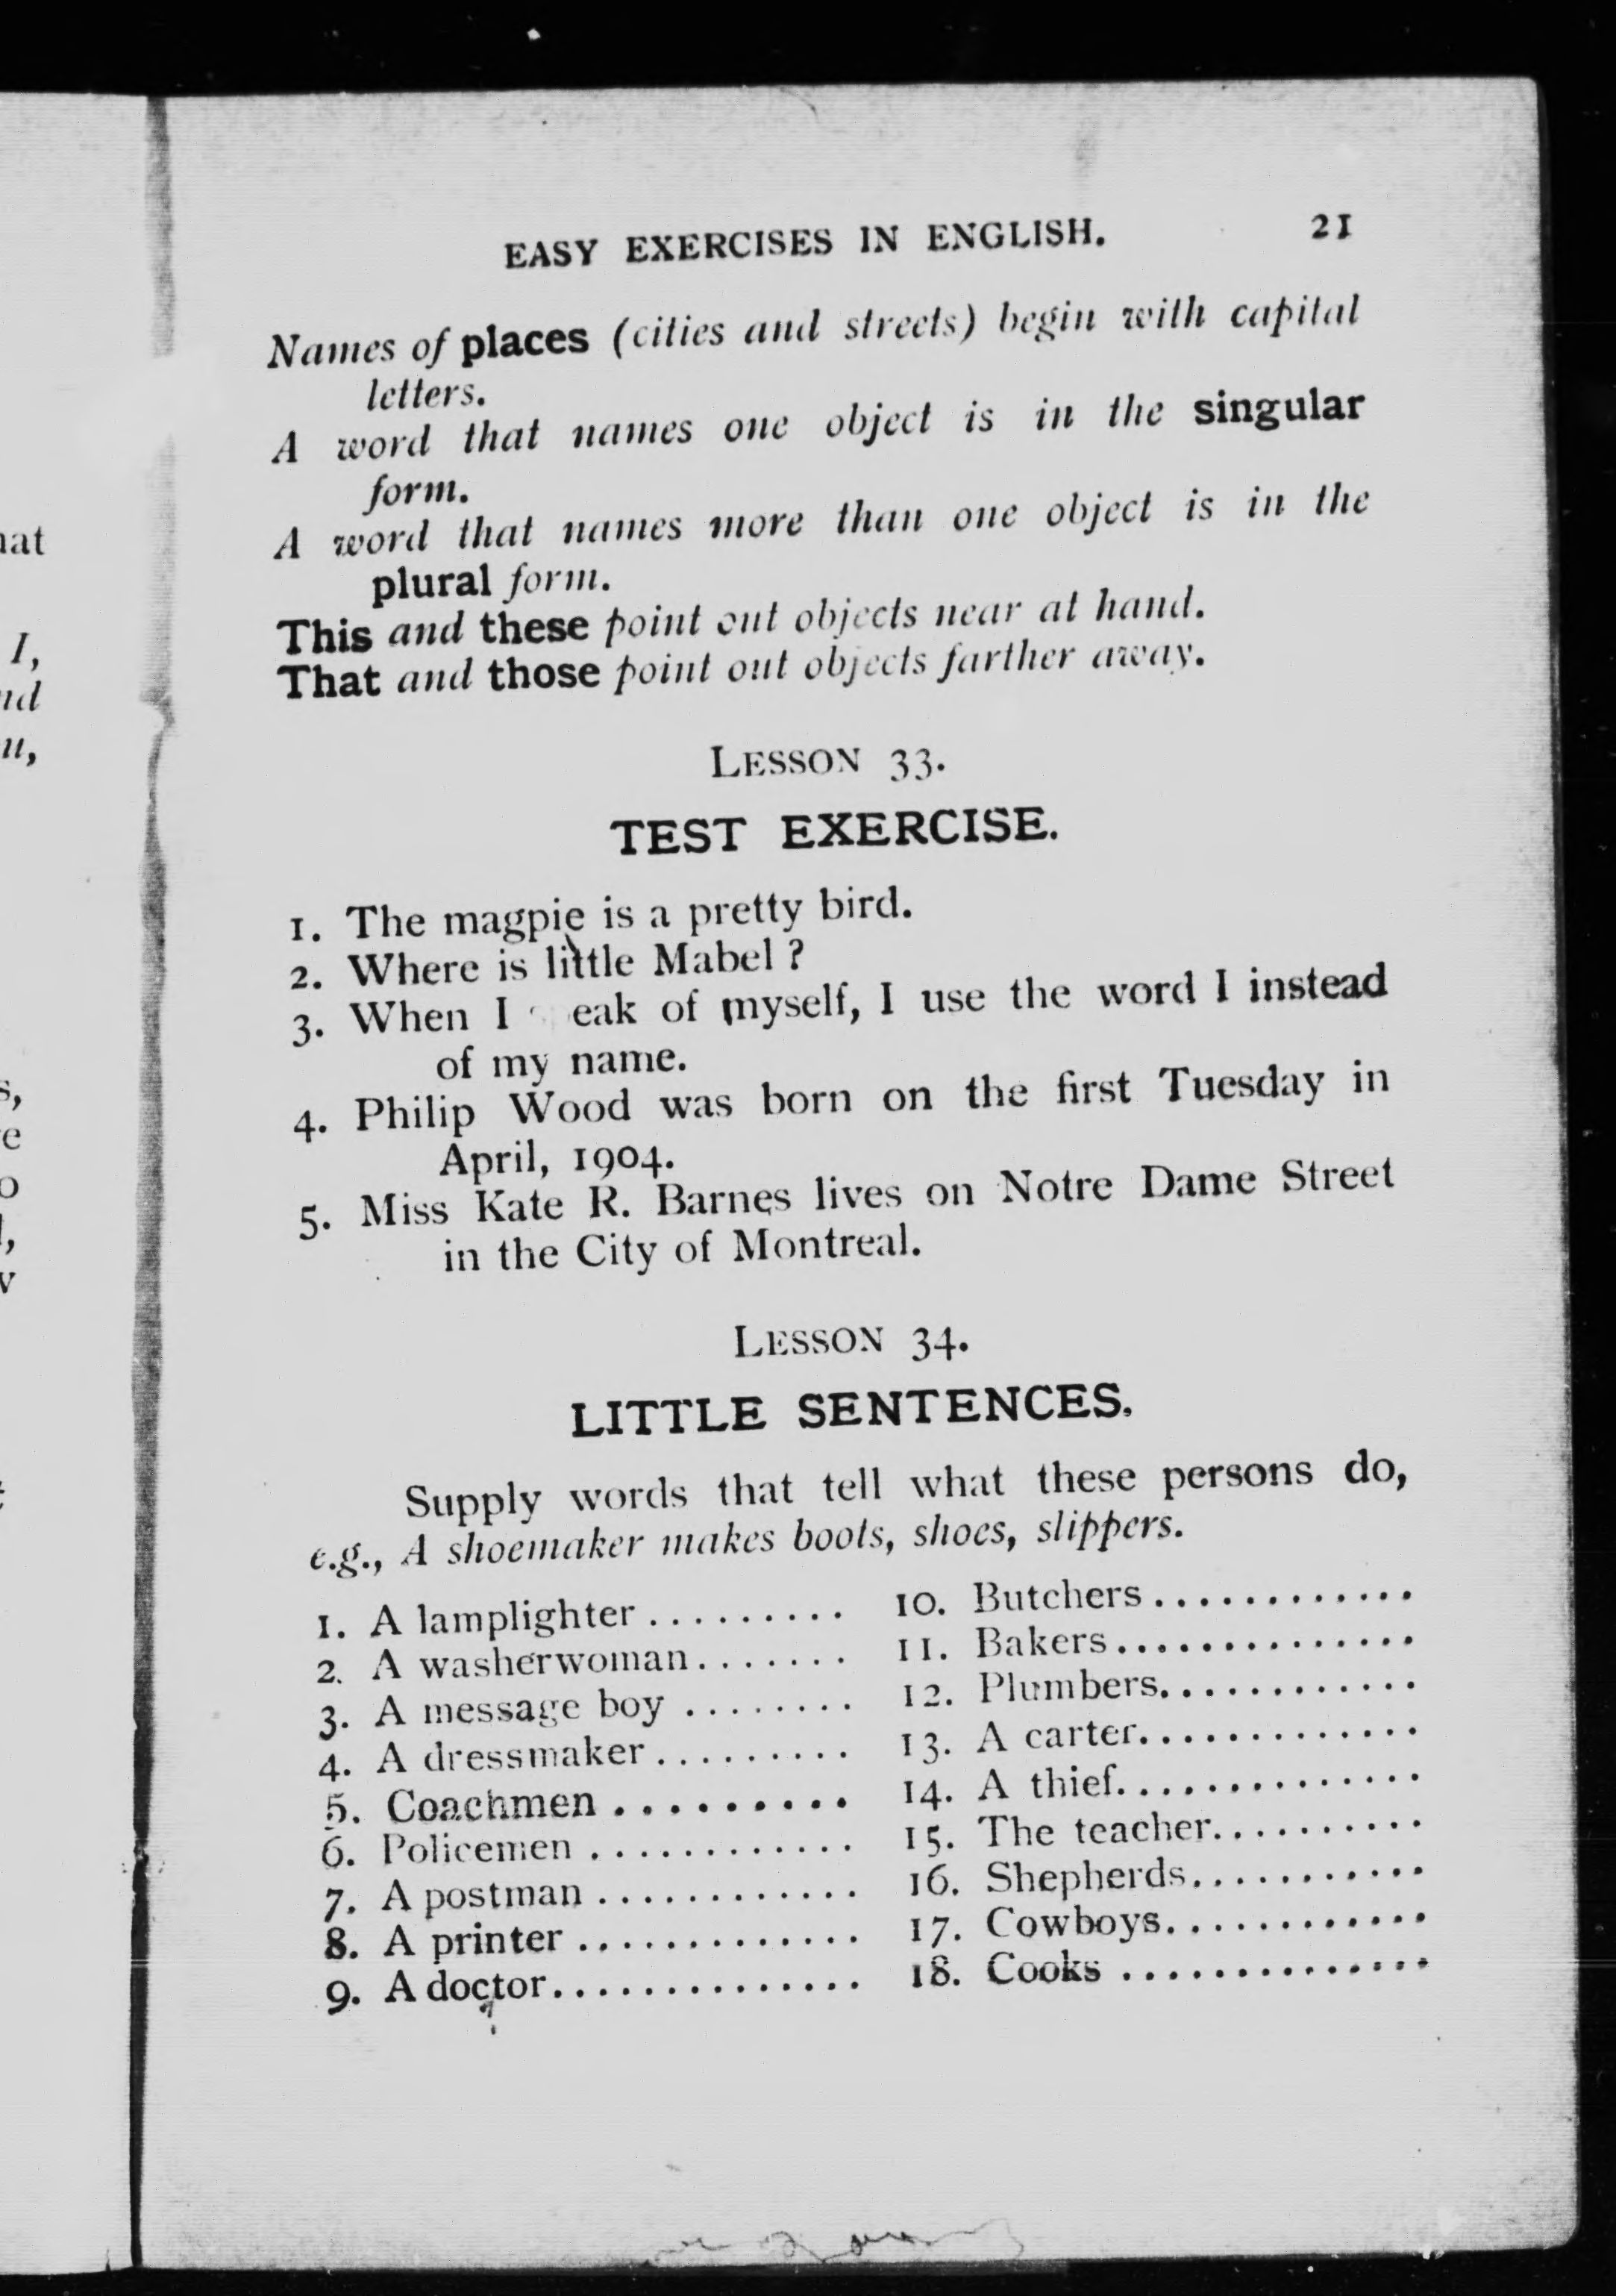 EASY EXERCISES IN ENGLISH. 21
Names of places (cities and streets) begin with capital
letters.
A word that names one object is in the singular
form.
A word that names more than one object is in the
plural form.
This and these point out objects near at hand.
That and those point out objects farther away.
LESSON 33.
TEST EXERCISE.
1. The magpie is a pretty bird.
2. Where is little Mabel ?
3. When I eak of myself, I use the word I instead
of my name.
4. Philip Wood was born on the first Tuesday in
April, 1904.
5. Miss Kate R. Barnes lives on Notre Dame Street
in the City of Montreal.
LESSON 34.
LITTLE SENTENCES.
Supply words that tell what these persons do,
e.g., A shoemaker makes boots, shoes, slippers.
1. A lamplighter.........
2. A washerwoman.......
3. A message boy ........
4. A dressmaker.........
5. Coachmen .........
6. Policemen ............
7. A postman ............
8. A printer .............
9. A doctor..............
10. Butchers ............
11. Bakers..............
12. Plumbers............
13. A carter.............
14. A thief..............
15. The teacher..........
16. Shepherds...........
17. Cowboys............
18. Cooks ..............
nat
I,
nd
u,
s,
e
o
l,
v